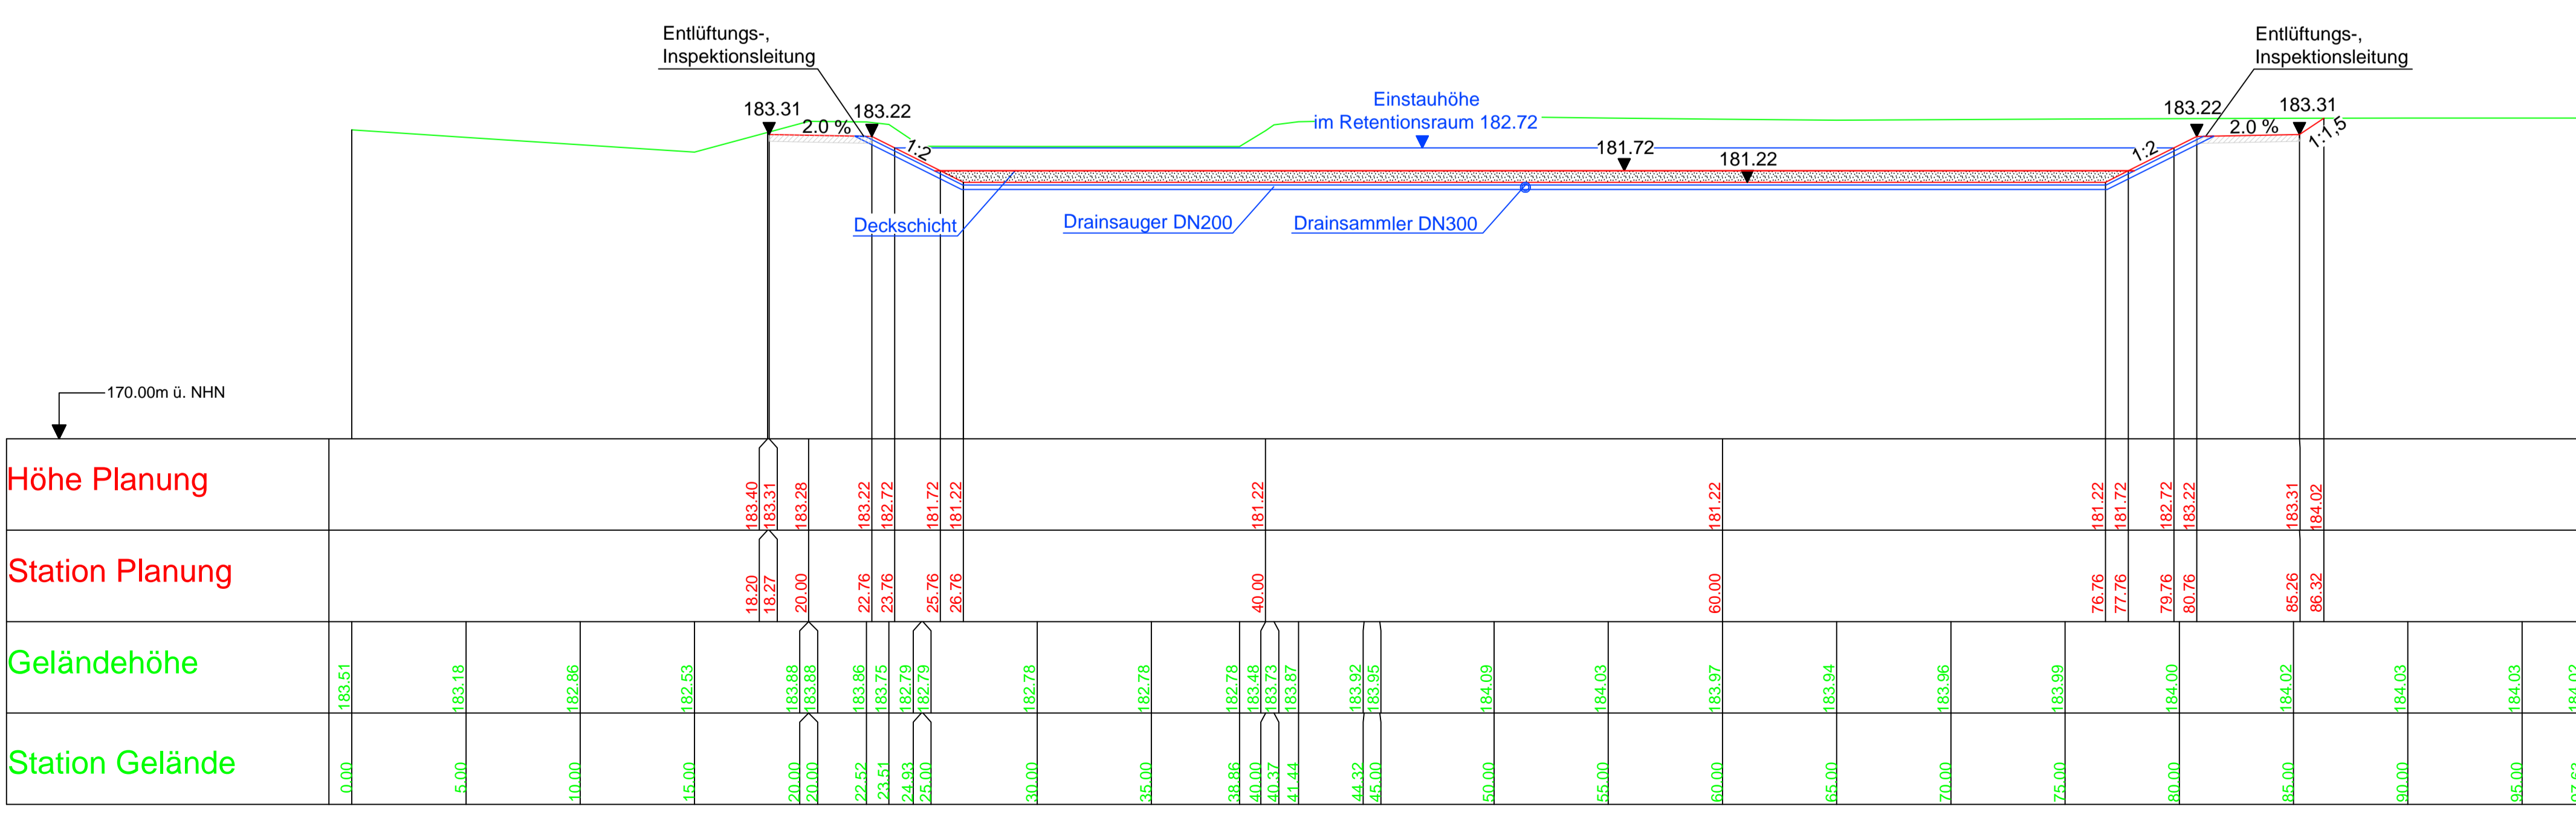 Entlüftungs-,
Inspektionsleitung
Entlüftungs-,
Inspektionsleitung
183.31
2.0 %
183.22
1:2
Einstauhöhe
im Retentionsraum 182.72
181.72
181.22
183.22
2.0 %
183.31
1:2
1:1,5
Deckschicht
Drainsauger DN200
Drainsammler DN300
170.00m ü. NHN
Höhe Planung
183.40 183.31 183.28 183.22 182.72 181.72 181.22 181.22 181.22 181.22 181.72 182.72 183.22 183.31 184.02
Station Planung
18.20 18.27 20.00 22.76 23.76 25.76 26.76 40.00 60.00 76.76 77.76 79.76 80.76 85.26 86.32
Geländehöhe
183.51 183.18 182.86 182.53 183.88 183.88 183.86 183.75 182.79 182.79 182.78 182.78 182.78 183.48 183.73 183.87 183.92 183.95 184.09 184.03 183.97 183.94 183.96 183.99 184.00 184.02 184.03 184.03
Station Gelände
0.00 5.00 10.00 15.00 20.00 20.00 22.52 23.51 24.93 25.00 30.00 35.00 38.86 40.00 40.37 41.44 44.32 45.00 50.00 55.00 60.00 65.00 70.00 75.00 80.00 85.00 90.00 95.00